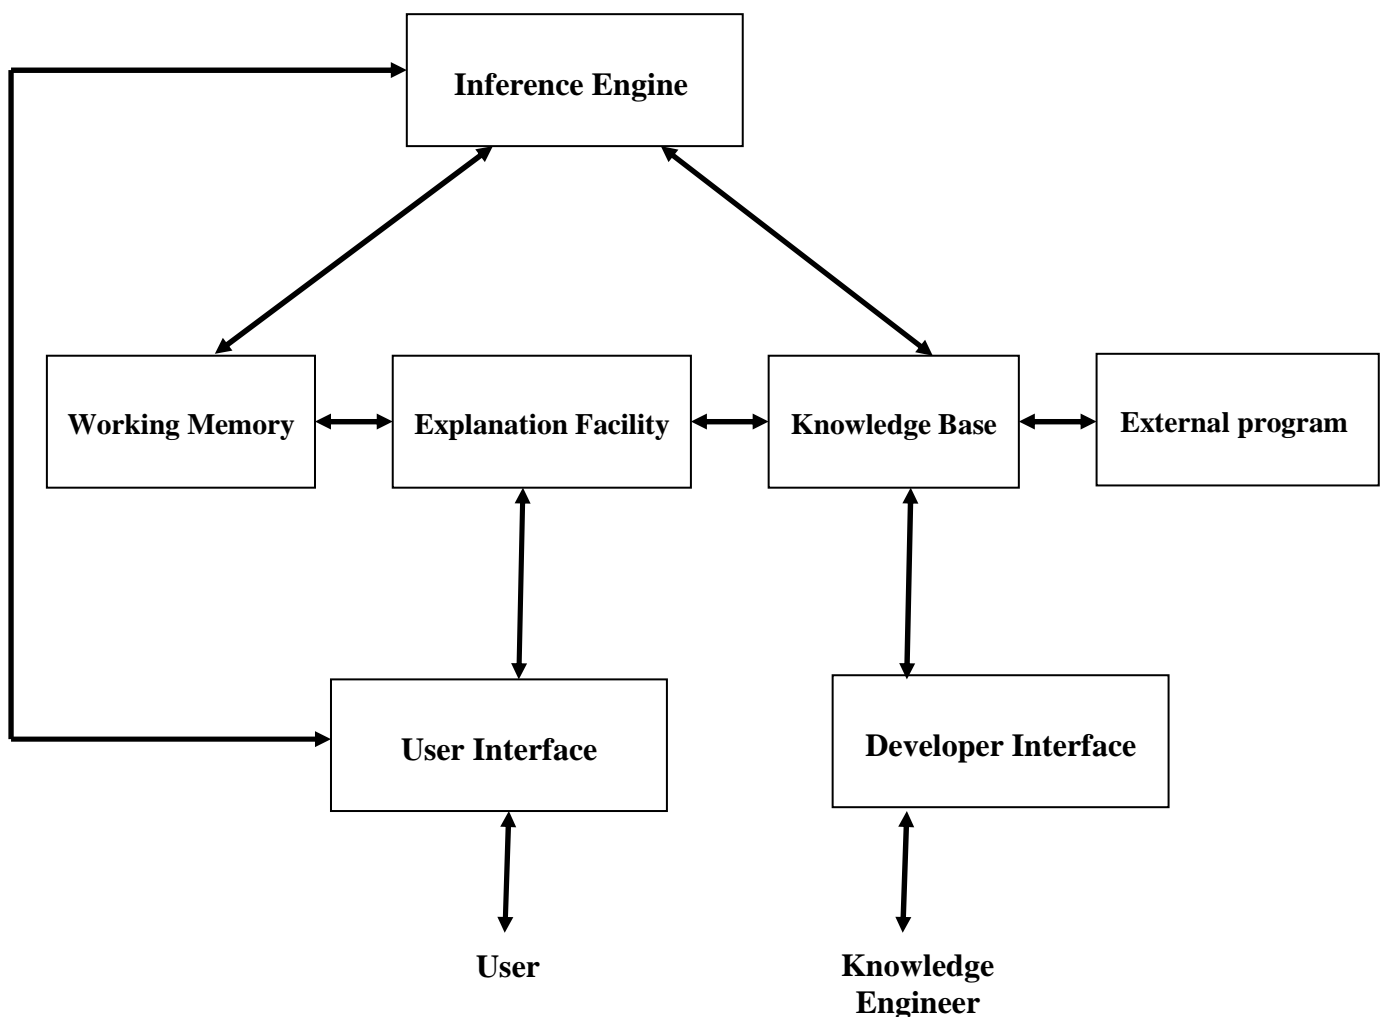 Inference Engine
Working Memory
Explanation Facility
Knowledge Base
External program
User Interface
Developer Interface
User
Knowledge
Engineer